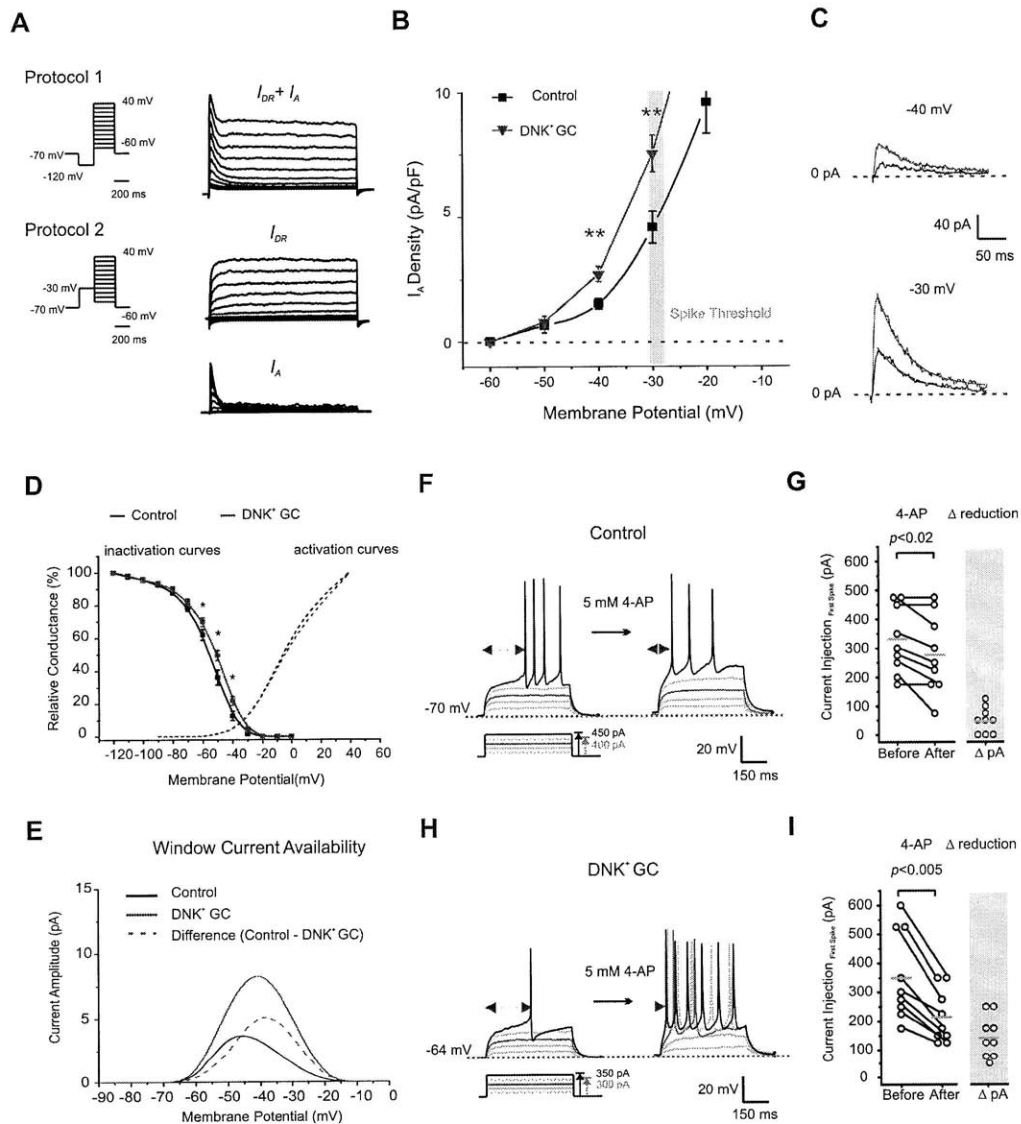 A
Protocol 1
40 mV
-60 mV
-70 mV
-120 mV
200 ms
I_DR + I_A
Protocol 2
40 mV
-30 mV
-70 mV
-60 mV
200 ms
I_DR
I_A
B
Control
DNK⁺ GC
**
**
Spike Threshold
I_A Density (pA/pF)
10
5
0
-60 -50 -40 -30 -20 -10
Membrane Potential (mV)
C
-40 mV
0 pA
40 pA
50 ms
-30 mV
0 pA
D
Control DNK⁺ GC
inactivation curves activation curves
Relative Conductance (%)
100
80
60
40
20
0
* * *
-120 -100 -80 -60 -40 -20 0 20 40 60
Membrane Potential(mV)
E
Window Current Availability
Control
DNK⁺ GC
Difference (Control - DNK⁺ GC)
Current Amplitude (pA)
15
10
5
0
-90 -80 -70 -60 -50 -40 -30 -20 -10 0
Membrane Potential (mV)
F
Control
5 mM 4-AP
-70 mV
450 pA
400 pA
20 mV
150 ms
G
4-AP Δ reduction
p<0.02
Current Injection First Spike (pA)
600
500
400
300
200
100
0
Before After Δ pA
H
DNK⁺ GC
5 mM 4-AP
-64 mV
350 pA
300 pA
20 mV
150 ms
I
4-AP Δ reduction
p<0.005
Current Injection First Spike (pA)
600
500
400
300
200
100
0
Before After Δ pA